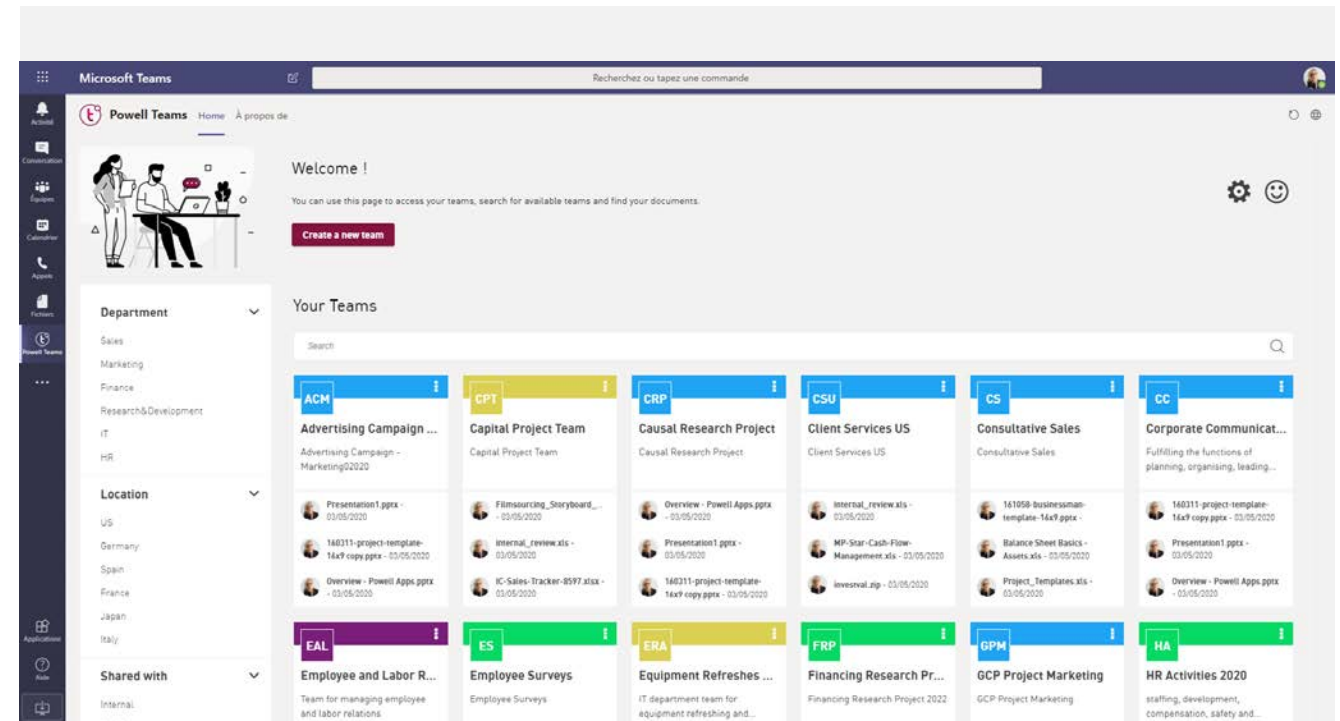 Microsoft Teams
Recherchez ou tapez une commande
Activité
Conversation
Équipes
Calendrier
Appels
Fichiers
Powell Teams
Applications
Aide
Powell Teams Home À propos de
Welcome !
You can use this page to access your teams, search for available teams and find your documents.
Create a new team
Department
Sales
Marketing
Finance
Research&Development
IT
HR
Location
US
Germany
Spain
France
Japan
Italy
Shared with
Internal
Your Teams
Search
ACM
Advertising Campaign ...
Advertising Campaign -
Marketing02020
Presentation1.pptx -
03/05/2020
160311-project-template-
16x9 copy.pptx - 03/05/2020
Overview - Powell Apps.pptx
- 03/05/2020
CPT
Capital Project Team
Capital Project Team
Filmsourcing_Storyboard_...
- 03/05/2020
internal_review.xls -
03/05/2020
IC-Sales-Tracker-8597.xlsx -
03/05/2020
CRP
Causal Research Project
Causal Research Project
Overview - Powell Apps.pptx
- 03/05/2020
Presentation1.pptx -
03/05/2020
160311-project-template-
16x9 copy.pptx - 03/05/2020
CSU
Client Services US
Client Services US
internal_review.xls -
03/05/2020
MP-Star-Cash-Flow-
Management.xls - 03/05/2020
investval.zip - 03/05/2020
CS
Consultative Sales
Consultative Sales
161058-businessman-
template-16x9.pptx -
Balance Sheet Basics -
Assets.xls - 03/05/2020
Project_Templates.xls -
03/05/2020
CC
Corporate Communicat...
Fulfilling the functions of
planning, organising, leading...
160311-project-template-
16x9 copy.pptx - 03/05/2020
Presentation1.pptx -
03/05/2020
Overview - Powell Apps.pptx
- 03/05/2020
EAL
Employee and Labor R...
Team for managing employee
and labor relations
ES
Employee Surveys
Employee Surveys
ERA
Equipment Refreshes ...
IT department team for
equipment refreshing and...
FRP
Financing Research Pr...
Financing Research Project 2022
GPM
GCP Project Marketing
GCP Project Marketing
HA
HR Activities 2020
staffing, development,
compensation, safety and...